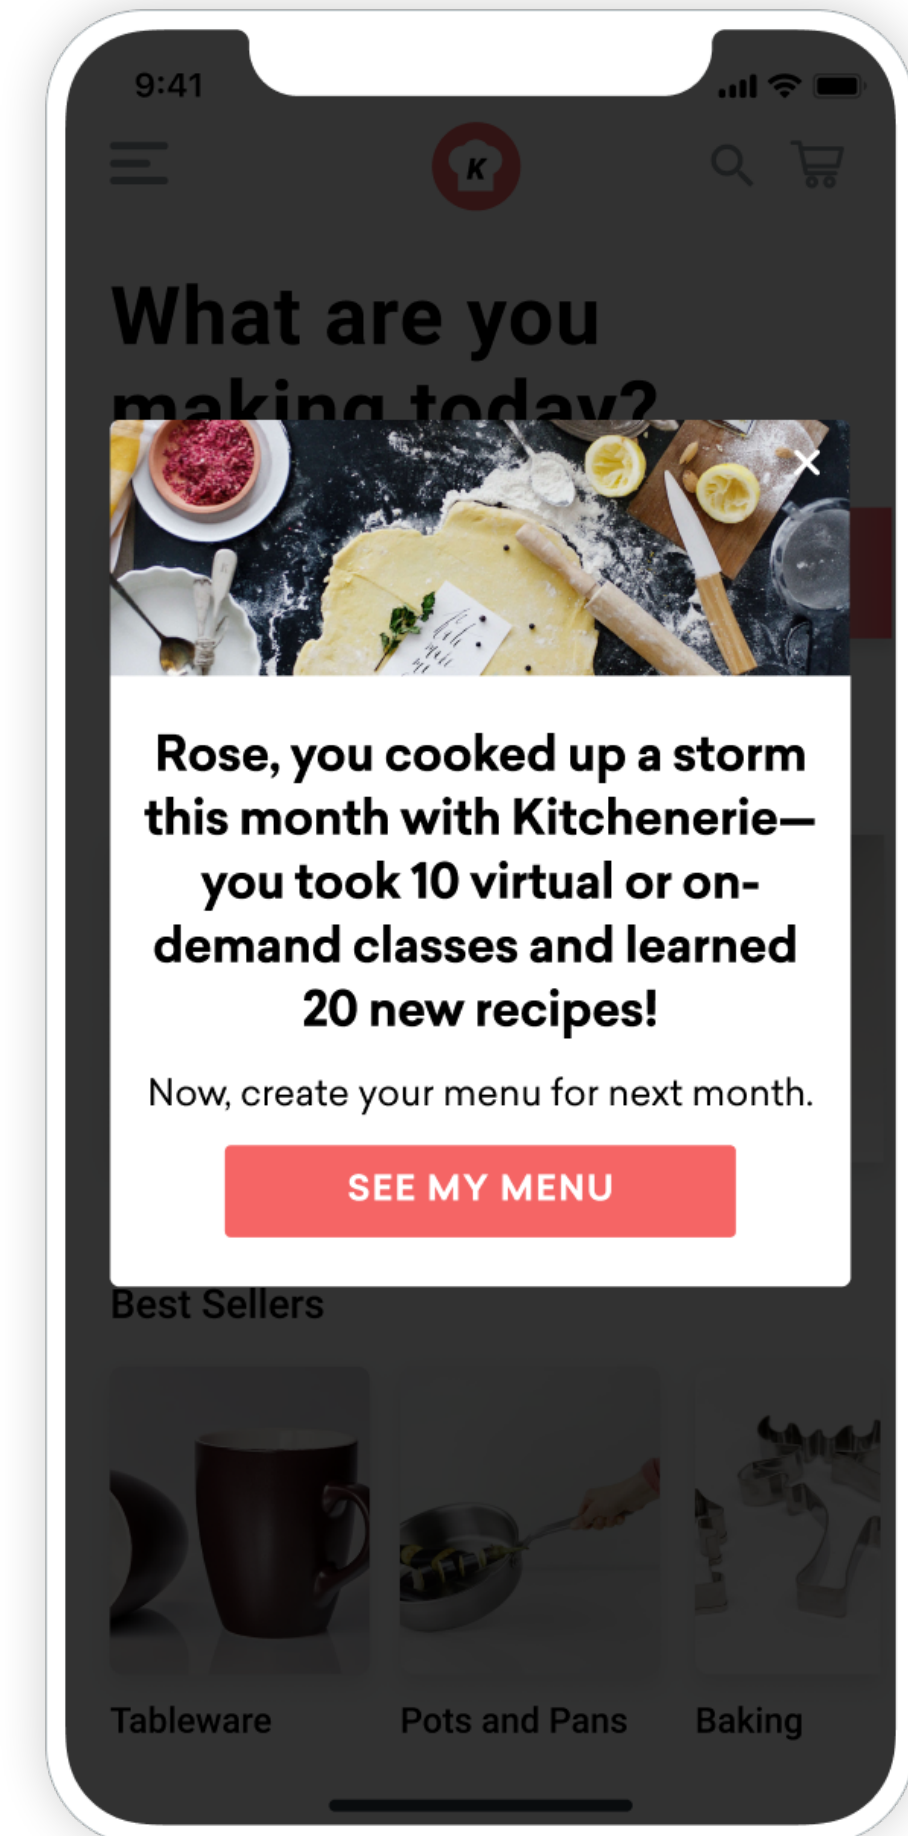 9:41
K
What are you
making today?
Rose, you cooked up a storm
this month with Kitchenerie—
you took 10 virtual or on-
demand classes and learned
20 new recipes!
Now, create your menu for next month.
SEE MY MENU
Best Sellers
Tableware
Pots and Pans
Baking